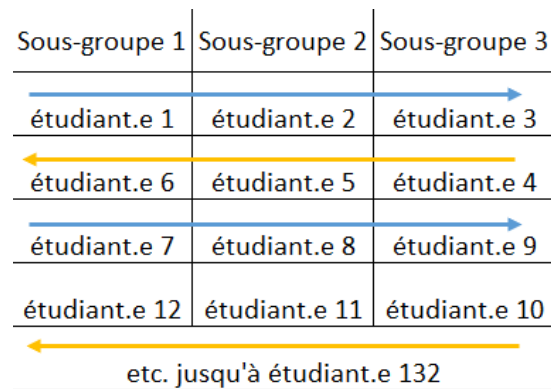 Sous-groupe 1 Sous-groupe 2 Sous-groupe 3
étudiant.e 1 étudiant.e 2 étudiant.e 3
étudiant.e 6 étudiant.e 5 étudiant.e 4
étudiant.e 7 étudiant.e 8 étudiant.e 9
étudiant.e 12 étudiant.e 11 étudiant.e 10
etc. jusqu'à étudiant.e 132